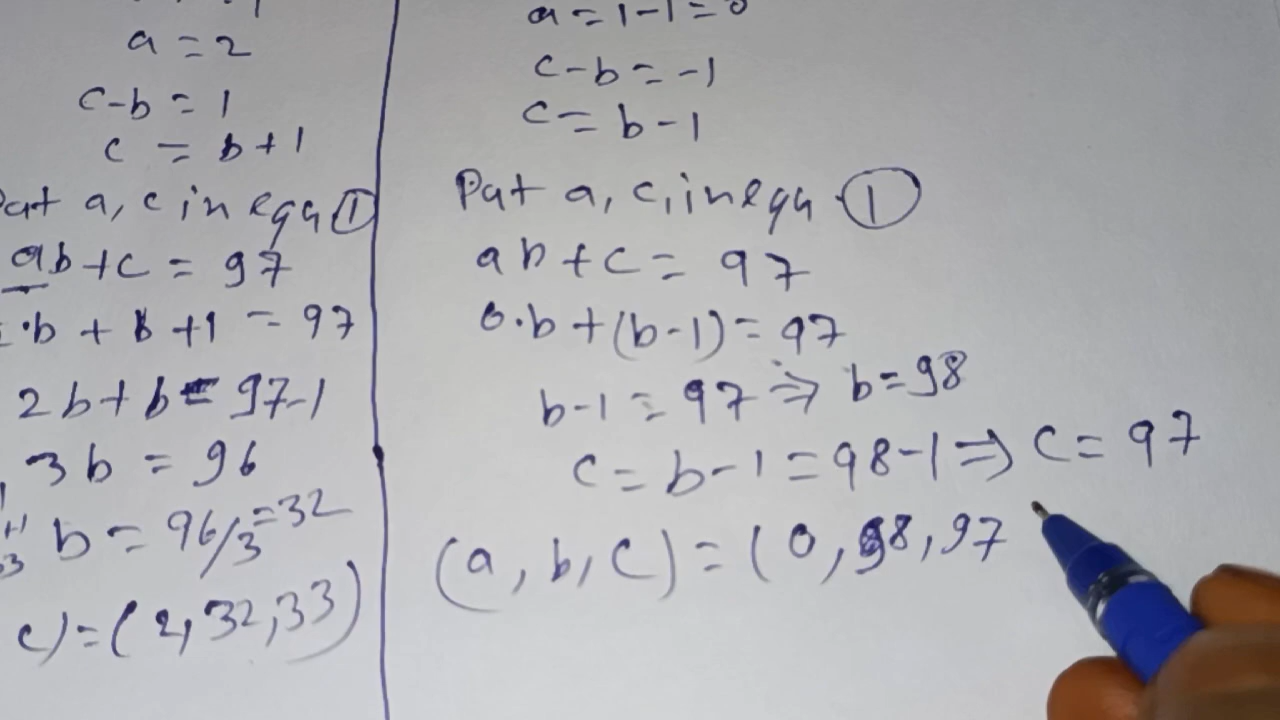 a = 2
c-b = 1
c = b+1
Put a, c in eqn ①
ab+c = 97
2·b + b +1 = 97
2b+b = 97-1
3b = 96
b = 96/3 = 32
c) = (2, 32, 33)
a = 1-1 = 0
c-b = -1
c = b-1
Put a, c, in eqn ①
ab + c = 97
0·b + (b-1) = 97
b-1 = 97 ⇒ b = 98
c = b-1 = 98-1 ⇒ c = 97
(a, b, c) = (0, 98, 97